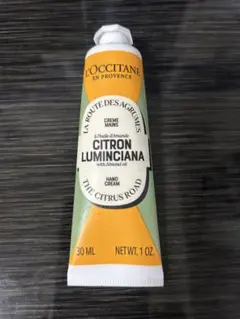 L'OCCITANE
EN PROVENCE
LA ROUTE DES AGRUMES
CRÈME
MAINS
à l'huile d'Amande
CITRON
LUMINCIANA
with Almond oil
HAND
CREAM
THE CITRUS ROAD
30 ML
NET WT. 1 OZ.